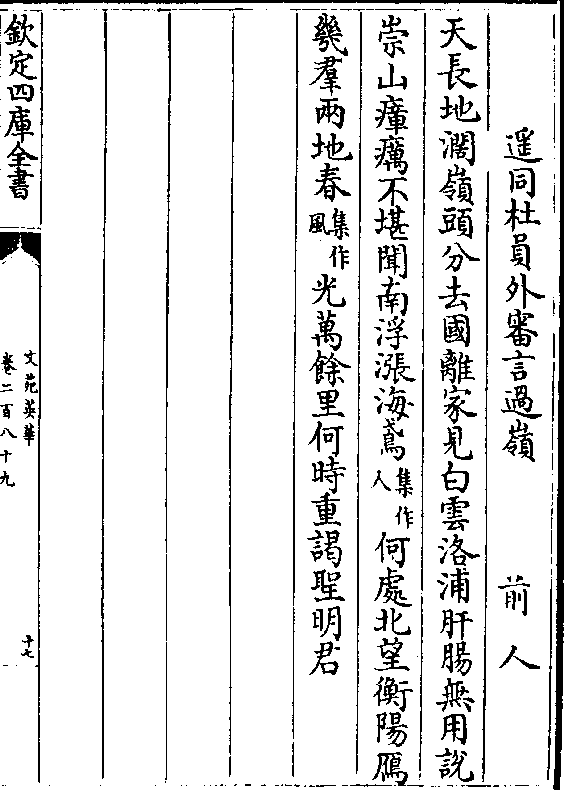 遥同杜員外審言過嶺　前人
天長地濶嶺頭分去國離家見白雲洛浦肝腸無用説
崇山瘴癘不堪聞南浮漲海鳶集作人何處北望衡陽鴈
幾羣兩地春集作風光萬餘里何時重謁聖明君
欽定四庫全書
文苑英華
卷二百八十九
十七